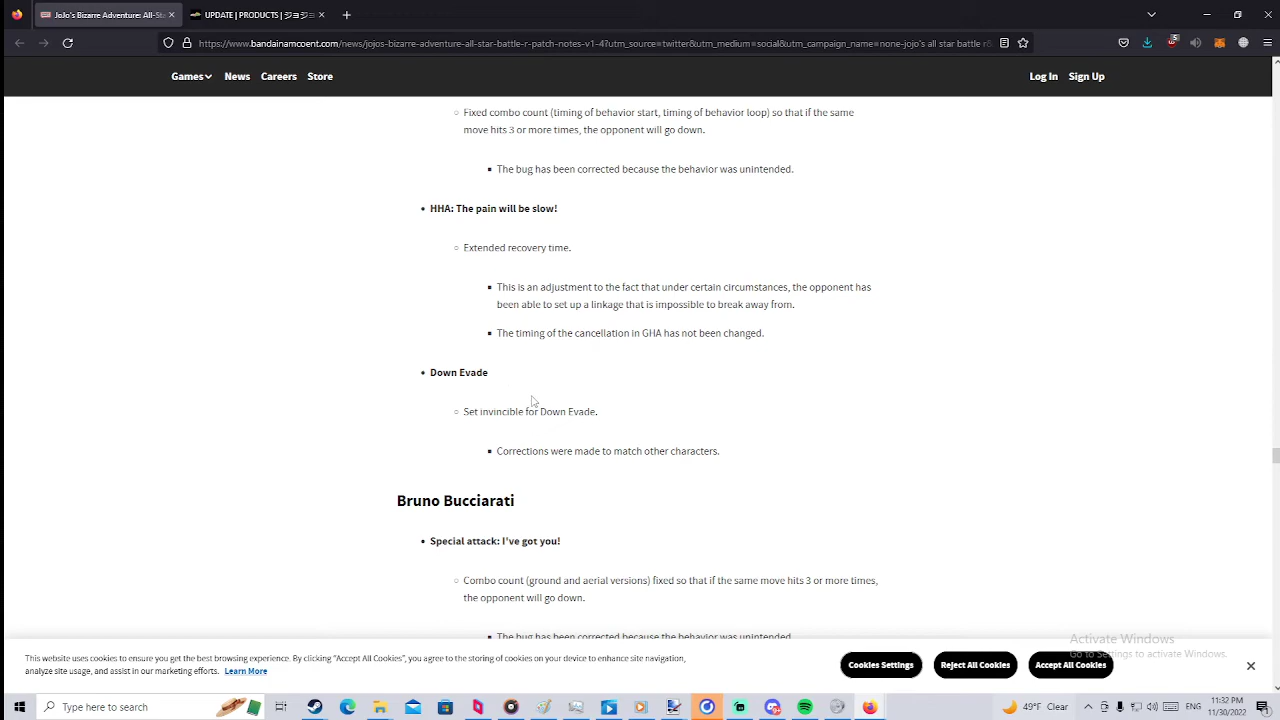 Jojo's Bizarre Adventure: All-Sta
UPDATE | PRODUCTS | ジョジョ
https://www.bandainamcoent.com/news/jojos-bizarre-adventure-all-star-battle-r-patch-notes-v1-4?utm_source=twitter&utm_medium=social&utm_campaign_name=none-jojo's all star battle r&
Games
News
Careers
Store
Log In
Sign Up
Fixed combo count (timing of behavior start, timing of behavior loop) so that if the same
move hits 3 or more times, the opponent will go down.
The bug has been corrected because the behavior was unintended.
HHA: The pain will be slow!
Extended recovery time.
This is an adjustment to the fact that under certain circumstances, the opponent has
been able to set up a linkage that is impossible to break away from.
The timing of the cancellation in GHA has not been changed.
Down Evade
Set invincible for Down Evade.
Corrections were made to match other characters.
Bruno Bucciarati
Special attack: I've got you!
Combo count (ground and aerial versions) fixed so that if the same move hits 3 or more times,
the opponent will go down.
The bug has been corrected because the behavior was unintended.
Activate Windows
Go to Settings to activate Windows.
This website uses cookies to ensure you get the best browsing experience. By clicking "Accept All Cookies", you agree to the storing of cookies on your device to enhance site navigation,
analyze site usage, and assist in our marketing efforts. Learn More
Cookies Settings
Reject All Cookies
Accept All Cookies
Type here to search
49°F Clear
11:32 PM
11/30/2022